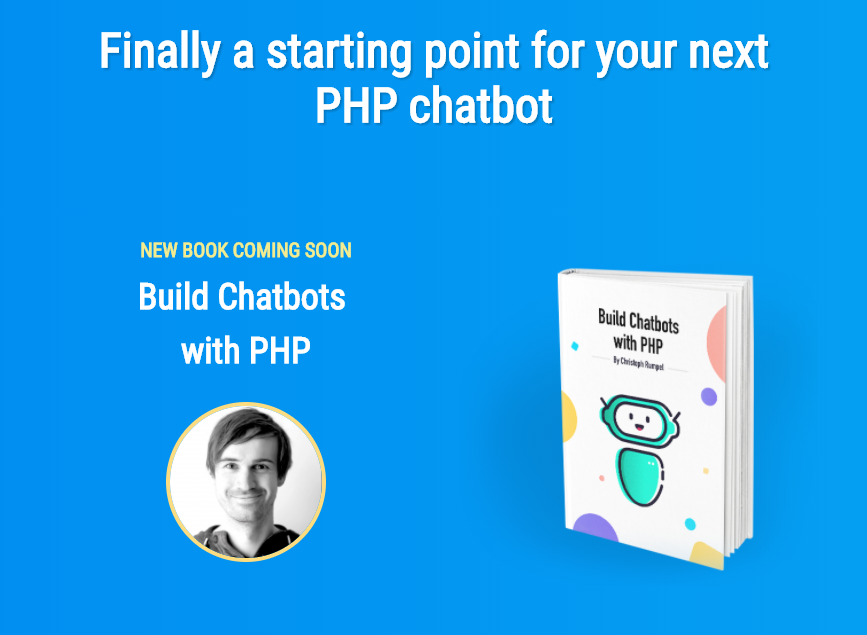 Finally a starting point for your next
PHP chatbot
NEW BOOK COMING SOON
Build Chatbots
with PHP
Build Chatbots
with PHP
By Christoph Rumpel